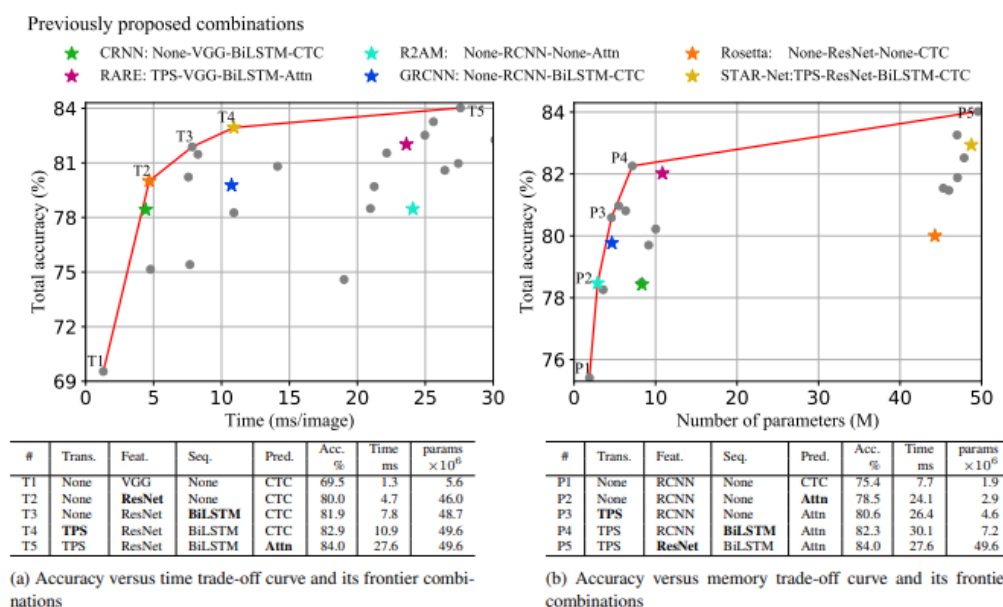 Previously proposed combinations
CRNN: None-VGG-BiLSTM-CTC R2AM: None-RCNN-None-Attn Rosetta: None-ResNet-None-CTC
RARE: TPS-VGG-BiLSTM-Attn GRCNN: None-RCNN-BiLSTM-CTC STAR-Net:TPS-ResNet-BiLSTM-CTC
Total accuracy (%)
84
81
78
75
72
69
T1
T2
T3
T4
T5
0 5 10 15 20 25 30
Time (ms/image)
Total accuracy (%)
84
82
80
78
76
P1
P2
P3
P4
P5
0 10 20 30 40 50
Number of parameters (M)
# Trans. Feat. Seq. Pred. Acc. % Time ms params ×10⁶
T1 None VGG None CTC 69.5 1.3 5.6
T2 None ResNet None CTC 80.0 4.7 46.0
T3 None ResNet BiLSTM CTC 81.9 7.8 48.7
T4 TPS ResNet BiLSTM CTC 82.9 10.9 49.6
T5 TPS ResNet BiLSTM Attn 84.0 27.6 49.6
(a) Accuracy versus time trade-off curve and its frontier combi-
nations
# Trans. Feat. Seq. Pred. Acc. % Time ms params ×10⁶
P1 None RCNN None CTC 75.4 7.7 1.9
P2 None RCNN None Attn 78.5 24.1 2.9
P3 TPS RCNN None Attn 80.6 26.4 4.6
P4 TPS RCNN BiLSTM Attn 82.3 30.1 7.2
P5 TPS ResNet BiLSTM Attn 84.0 27.6 49.6
(b) Accuracy versus memory trade-off curve and its frontie
combinations